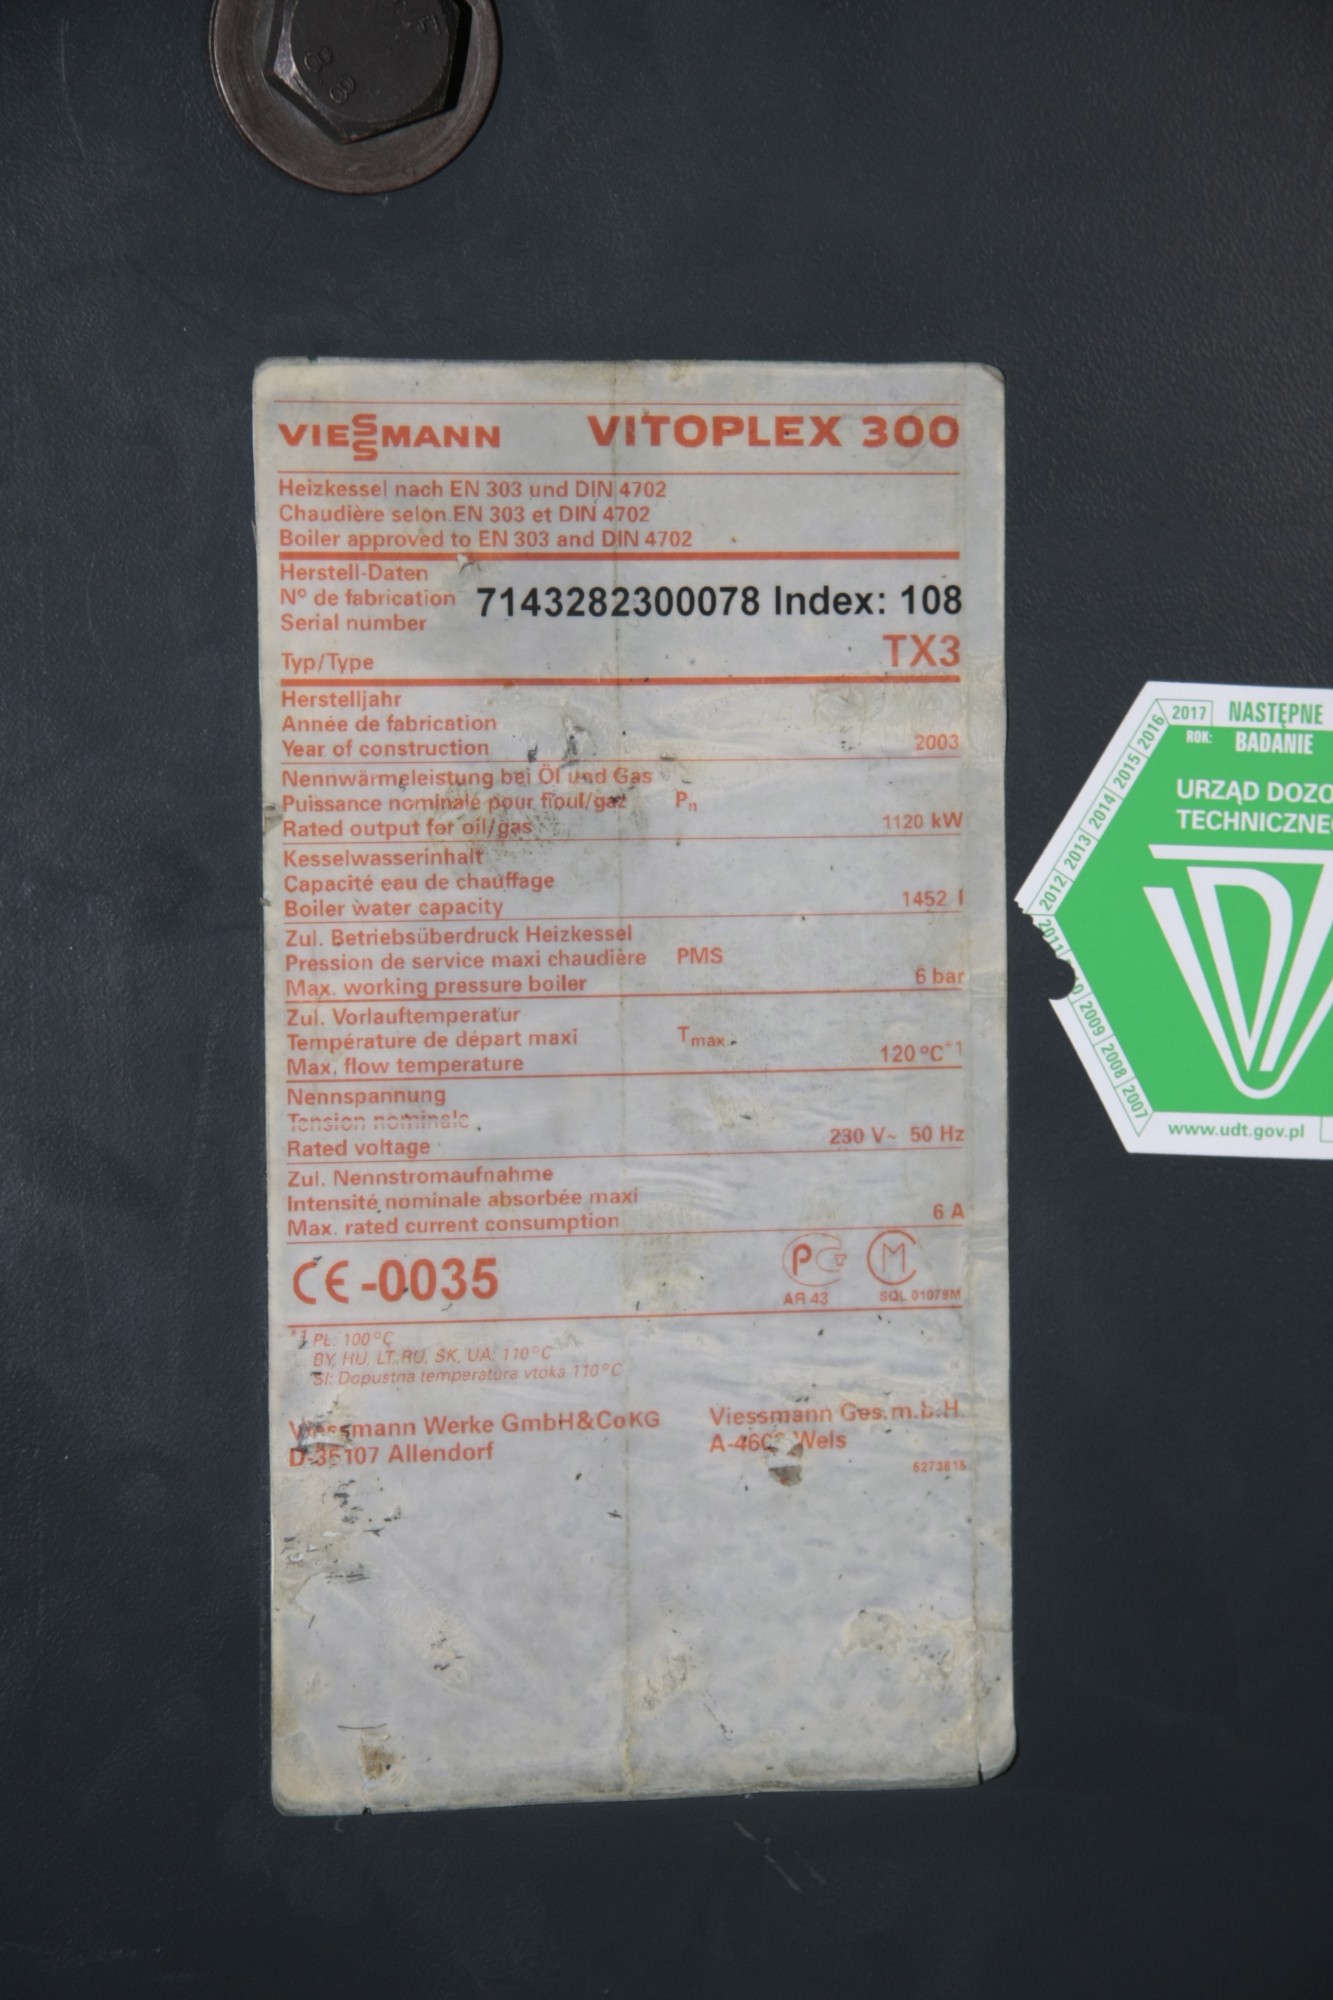 8.8
VIESSMANN VITOPLEX 300
Heizkessel nach EN 303 und DIN 4702
Chaudière selon EN 303 et DIN 4702
Boiler approved to EN 303 and DIN 4702
Herstell-Daten
N° de fabrication 7143282300078 Index: 108
Serial number
Typ/Type TX3
Herstelljahr
Année de fabrication
Year of construction 2003
Nennwärmeleistung bei Öl und Gas
Puissance nominale pour fioul/gaz Pn
Rated output for oil/gas 1120 kW
Kesselwasserinhalt
Capacité eau de chauffage
Boiler water capacity 1452 l
Zul. Betriebsüberdruck Heizkessel
Pression de service maxi chaudière PMS
Max. working pressure boiler 6 bar
Zul. Vorlauftemperatur
Température de départ maxi Tmax.
Max. flow temperature 120 °C*1
Nennspannung
Tension nominale
Rated voltage 230 V~ 50 Hz
Zul. Nennstromaufnahme
Intensité nominale absorbée maxi
Max. rated current consumption 6 A
CE-0035
АЯ 43 SQL 01079M
*1 PL: 100°C
BY, HU, LT, RU, SK, UA: 110°C
SI: Dopustna temperatura vtoka 110°C
Viessmann Werke GmbH&CoKG Viessmann Ges.m.b.H.
D-35107 Allendorf Wels
5273815
2017 NASTĘPNE
ROK: BADANIE
URZĄD DOZO
TECHNICZNEG
2016
2015
2014
2013
2012
2011
2009
2008
2007
www.udt.gov.pl